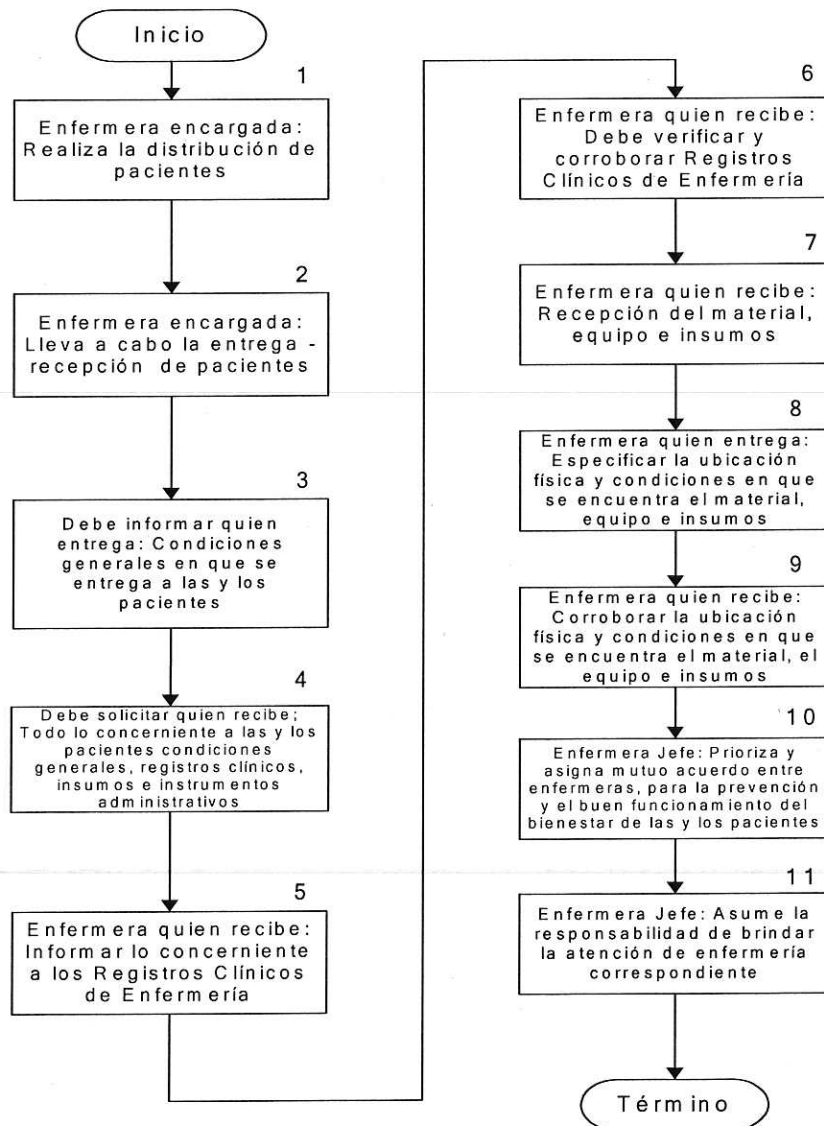 Inicio
1
Enfermera encargada:
Realiza la distribución de
pacientes
2
Enfermera encargada:
Lleva a cabo la entrega -
recepción de pacientes
3
Debe informar quien
entrega: Condiciones
generales en que se
entrega a las y los
pacientes
4
Debe solicitar quien recibe;
Todo lo concerniente a las y los
pacientes condiciones
generales, registros clínicos,
insumos e instrumentos
administrativos
5
Enfermera quien recibe:
Informar lo concerniente
a los Registros Clínicos
de Enfermería
6
Enfermera quien recibe:
Debe verificar y
corroborar Registros
Clínicos de Enfermería
7
Enfermera quien recibe:
Recepción del material,
equipo e insumos
8
Enfermera quien entrega:
Especificar la ubicación
física y condiciones en que
se encuentra el material,
equipo e insumos
9
Enfermera quien recibe:
Corroborar la ubicación
física y condiciones en que
se encuentra el material, el
equipo e insumos
10
Enfermera Jefe: Prioriza y
asigna mutuo acuerdo entre
enfermeras, para la prevención
y el buen funcionamiento del
bienestar de las y los pacientes
11
Enfermera Jefe: Asume la
responsabilidad de brindar
la atención de enfermería
correspondiente
Término